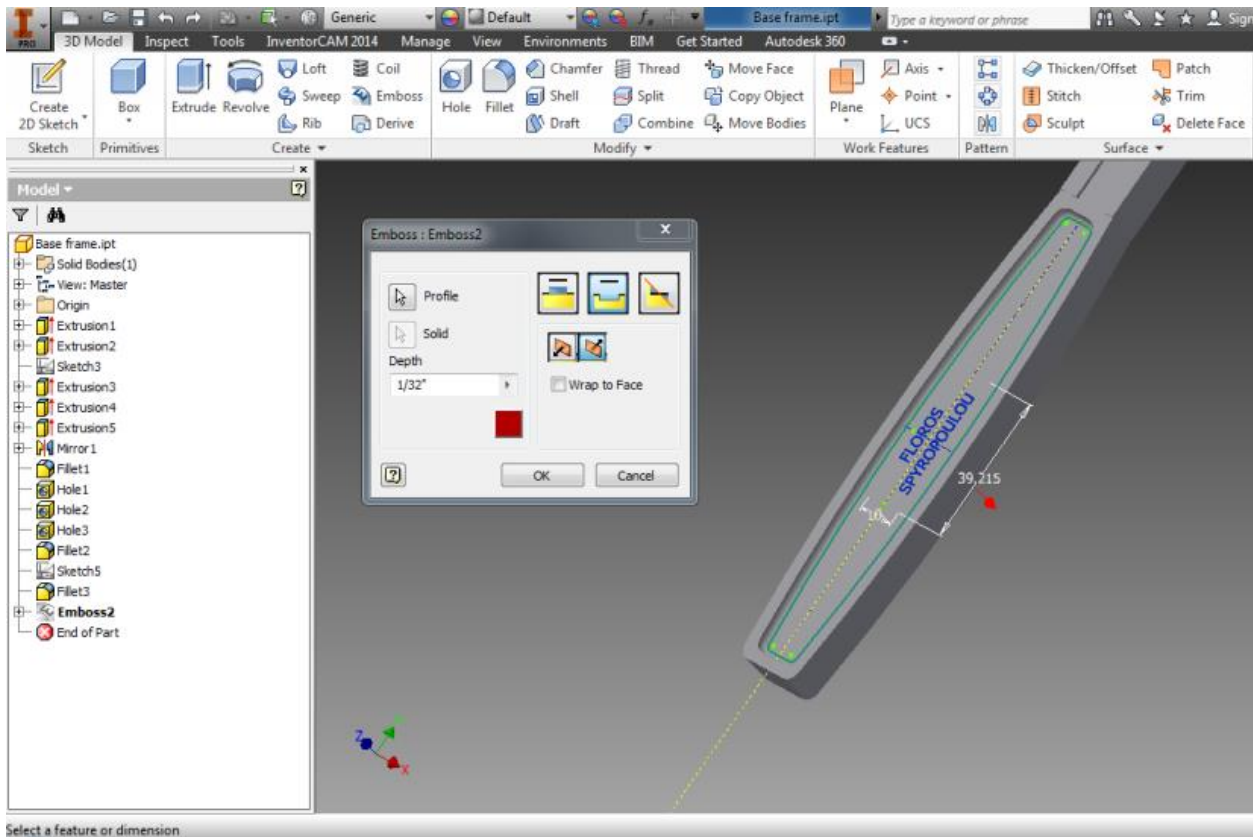 PRO
Generic
Default
Base frame.ipt
Type a keyword or phrase
Sign
3D Model Inspect Tools InventorCAM 2014 Manage View Environments BIM Get Started Autodesk 360
Loft Coil Chamfer Thread Move Face Axis Thicken/Offset Patch
Create 2D Sketch Box Extrude Revolve Sweep Emboss Hole Fillet Shell Split Copy Object Plane Point Stitch Trim
Rib Derive Draft Combine Move Bodies UCS Sculpt Delete Face
Sketch Primitives Create Modify Work Features Pattern Surface
Model
Base frame.ipt
Solid Bodies(1)
View: Master
Origin
Extrusion1
Extrusion2
Sketch3
Extrusion3
Extrusion4
Extrusion5
Mirror1
Fillet1
Hole1
Hole2
Hole3
Fillet2
Sketch5
Fillet3
Emboss2
End of Part
Emboss : Emboss2
Profile
Solid
Depth
1/32"
Wrap to Face
OK Cancel
FLOROS
SPYROPOULOU
39,215
10
Z
X
Select a feature or dimension